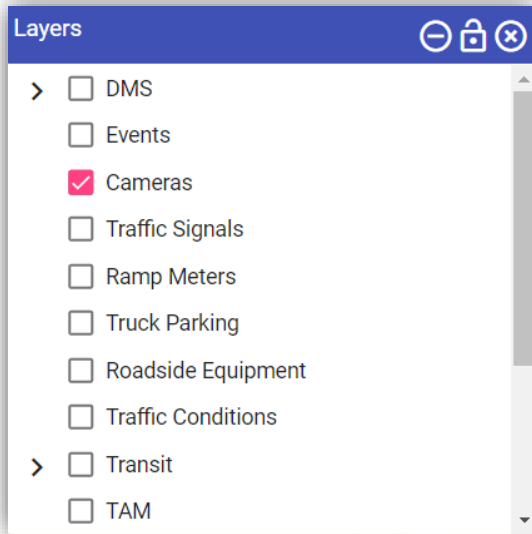 Layers
DMS
Events
Cameras
Traffic Signals
Ramp Meters
Truck Parking
Roadside Equipment
Traffic Conditions
Transit
TAM